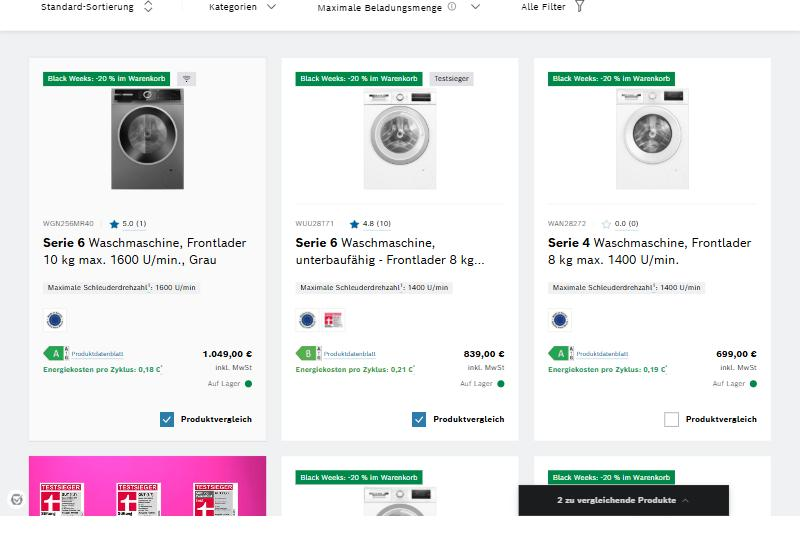 Standard-Sortierung
Kategorien
Maximale Beladungsmenge
Alle Filter
Black Weeks: -20 % im Warenkorb
WGN256MR40
5.0 (1)
Serie 6 Waschmaschine, Frontlader
10 kg max. 1600 U/min., Grau
Maximale Schleuderdrehzahl¹: 1600 U/min
A
Produktdatenblatt
1.049,00 €
Energiekosten pro Zyklus: 0,18 €*
inkl. MwSt
Auf Lager
Produktvergleich
Black Weeks: -20 % im Warenkorb
Testsieger
WUU28T71
4.8 (10)
Serie 6 Waschmaschine,
unterbaufähig - Frontlader 8 kg...
Maximale Schleuderdrehzahl¹: 1400 U/min
B
Produktdatenblatt
839,00 €
Energiekosten pro Zyklus: 0,21 €*
inkl. MwSt
Auf Lager
Produktvergleich
Black Weeks: -20 % im Warenkorb
WAN28272
0.0 (0)
Serie 4 Waschmaschine, Frontlader
8 kg max. 1400 U/min.
Maximale Schleuderdrehzahl¹: 1400 U/min
A
Produktdatenblatt
699,00 €
Energiekosten pro Zyklus: 0,19 €*
inkl. MwSt
Auf Lager
Produktvergleich
TESTSIEGER
TESTSIEGER
TESTSIEGER
Black Weeks: -20 % im Warenkorb
Black Weeks: -20 % im Warenkorb
2 zu vergleichende Produkte